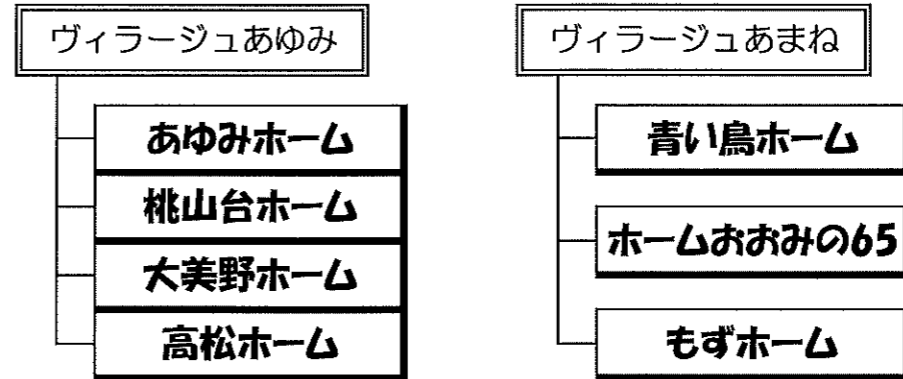 ヴィラージュあゆみ
あゆみホーム
桃山台ホーム
大美野ホーム
高松ホーム
ヴィラージュあまね
青い鳥ホーム
ホームおおみの65
もずホーム